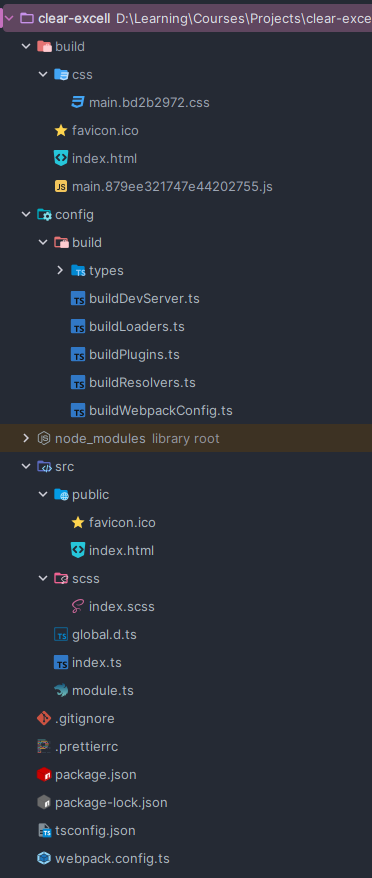 clear-excell D:\Learning\Courses\Projects\clear-exce
build
css
main.bd2b2972.css
favicon.ico
index.html
main.879ee321747e44202755.js
config
build
types
buildDevServer.ts
buildLoaders.ts
buildPlugins.ts
buildResolvers.ts
buildWebpackConfig.ts
node_modules library root
src
public
favicon.ico
index.html
scss
index.scss
global.d.ts
index.ts
module.ts
.gitignore
.prettierrc
package.json
package-lock.json
tsconfig.json
webpack.config.ts